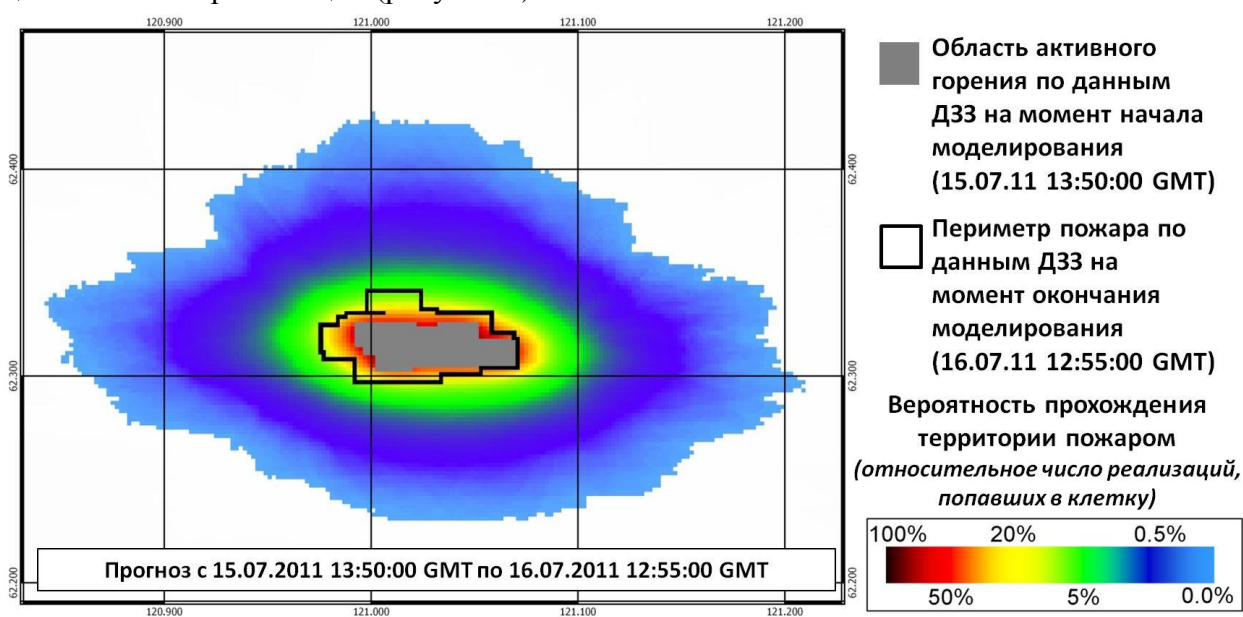 120.900 121.000 121.100 121.200
62.400 62.400
62.300 62.300
62.200 62.200
Прогноз с 15.07.2011 13:50:00 GMT по 16.07.2011 12:55:00 GMT
120.900 121.000 121.100 121.200
Область активного
горения по данным
ДЗЗ на момент начала
моделирования
(15.07.11 13:50:00 GMT)
Периметр пожара по
данным ДЗЗ на
момент окончания
моделирования
(16.07.11 12:55:00 GMT)
Вероятность прохождения
территории пожаром
(относительное число реализаций,
попавших в клетку)
100% 20% 0.5%
50% 5% 0.0%